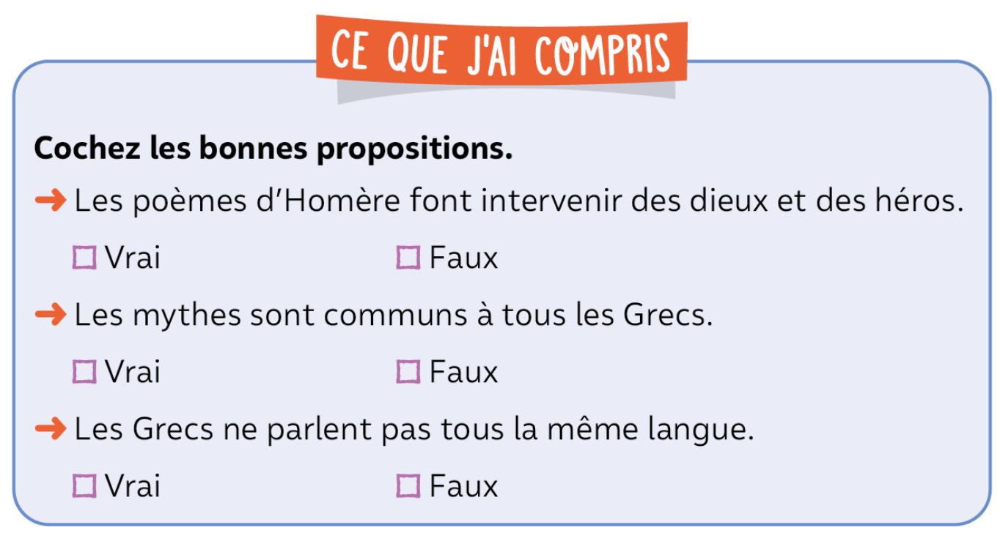 CE QUE J'AI COMPRIS
Cochez les bonnes propositions.
➜ Les poèmes d’Homère font intervenir des dieux et des héros.
☐ Vrai ☐ Faux
➜ Les mythes sont communs à tous les Grecs.
☐ Vrai ☐ Faux
➜ Les Grecs ne parlent pas tous la même langue.
☐ Vrai ☐ Faux